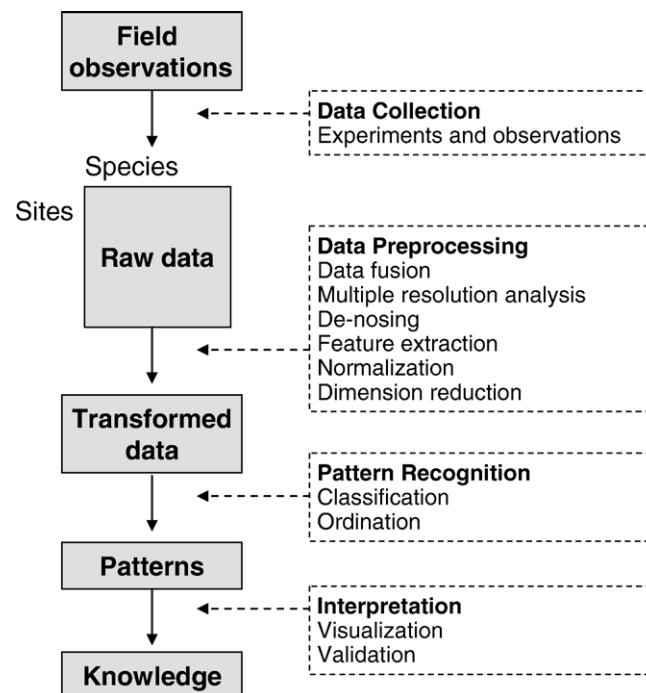 Field
observations
Data Collection
Experiments and observations
Species
Sites
Raw data
Data Preprocessing
Data fusion
Multiple resolution analysis
De-nosing
Feature extraction
Normalization
Dimension reduction
Transformed
data
Pattern Recognition
Classification
Ordination
Patterns
Interpretation
Visualization
Validation
Knowledge